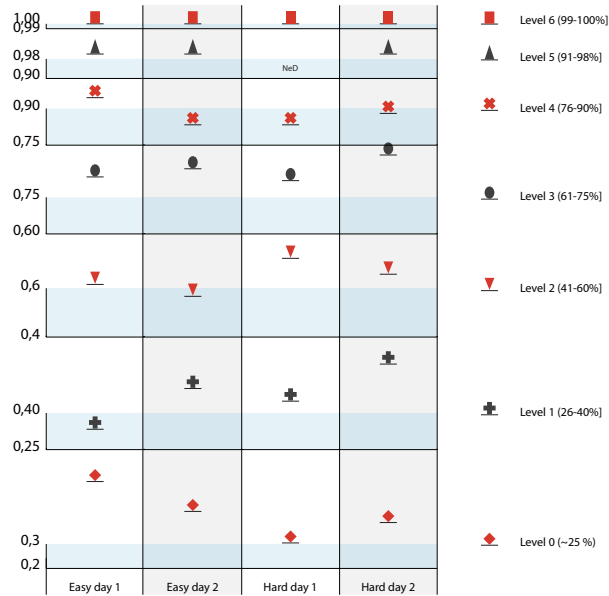 1,00
0,99
0,98
0,90
0,90
0,75
0,75
0,60
0,6
0,4
0,40
0,25
0,3
0,2
NeD
Easy day 1
Easy day 2
Hard day 1
Hard day 2
Level 6 (99-100%]
Level 5 (91-98%]
Level 4 (76-90%]
Level 3 (61-75%]
Level 2 (41-60%]
Level 1 (26-40%]
Level 0 (~25 %)